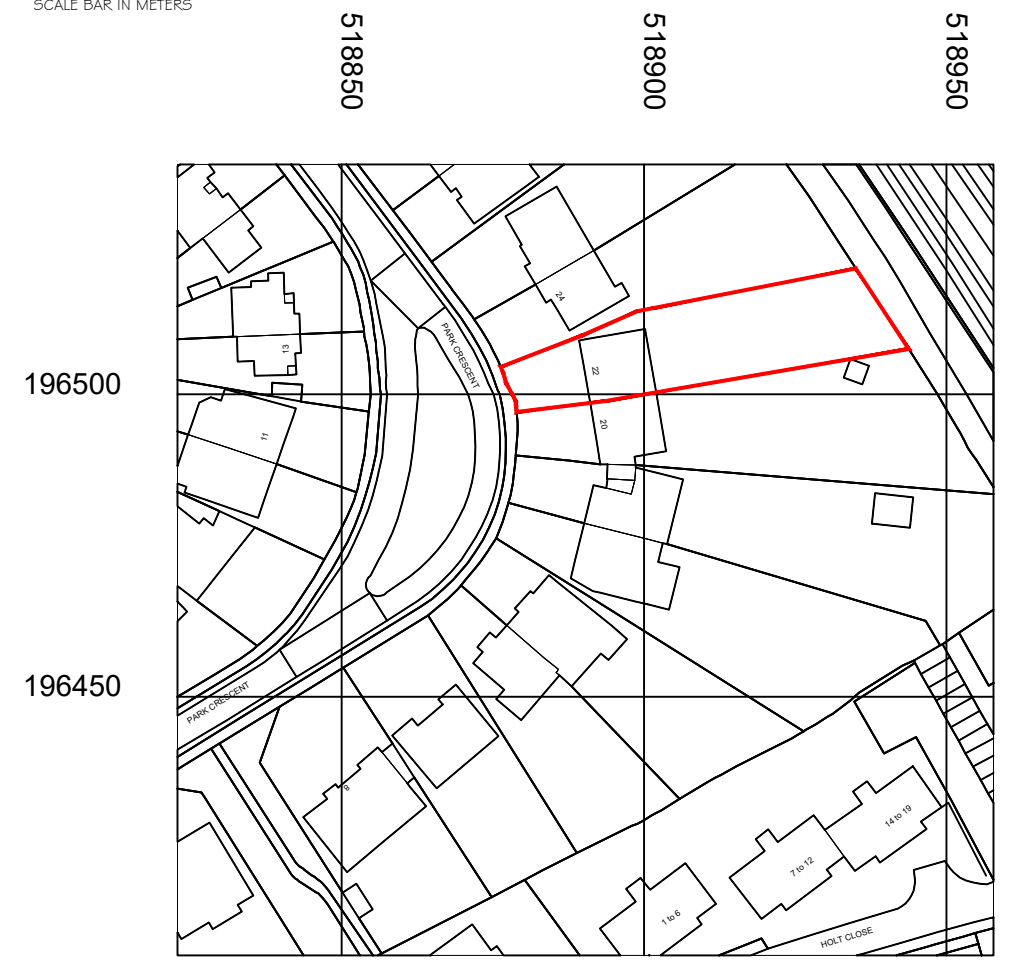 SCALE BAR IN METERS
518850
518900
518950
24
PARK CRESCENT
13
196500
22
20
11
196450
PARK CRESCENT
8
14 to 19
7 to 12
1 to 6
HOLT CLOSE